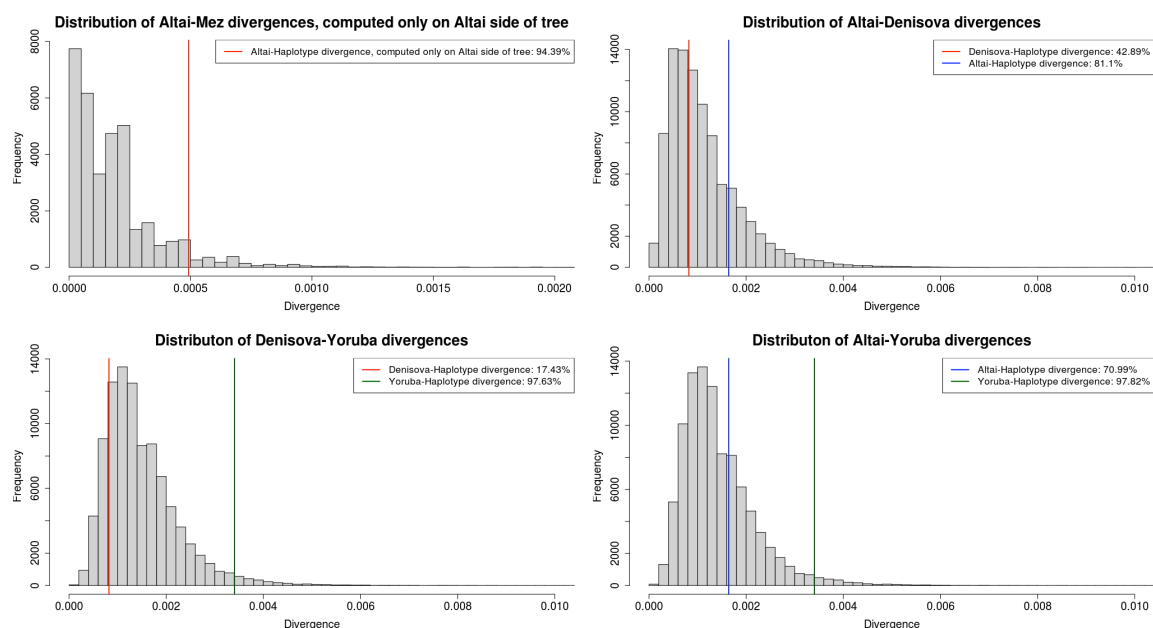 Distribution of Altai-Mez divergences, computed only on Altai side of tree
Altai-Haplotype divergence, computed only on Altai side of tree: 94.39%
Frequency
0
2000
4000
6000
8000
0.0000
0.0005
0.0010
0.0015
0.0020
Divergence
Distribution of Altai-Denisova divergences
Denisova-Haplotype divergence: 42.89%
Altai-Haplotype divergence: 81.1%
Frequency
0
2000
6000
10000
14000
0.000
0.002
0.004
0.006
0.008
0.010
Divergence
Distributon of Denisova-Yoruba divergences
Denisova-Haplotype divergence: 17.43%
Yoruba-Haplotype divergence: 97.63%
Frequency
0
2000
6000
10000
14000
0.000
0.002
0.004
0.006
0.008
0.010
Divergence
Distributon of Altai-Yoruba divergences
Altai-Haplotype divergence: 70.99%
Yoruba-Haplotype divergence: 97.82%
Frequency
0
2000
6000
10000
14000
0.000
0.002
0.004
0.006
0.008
0.010
Divergence